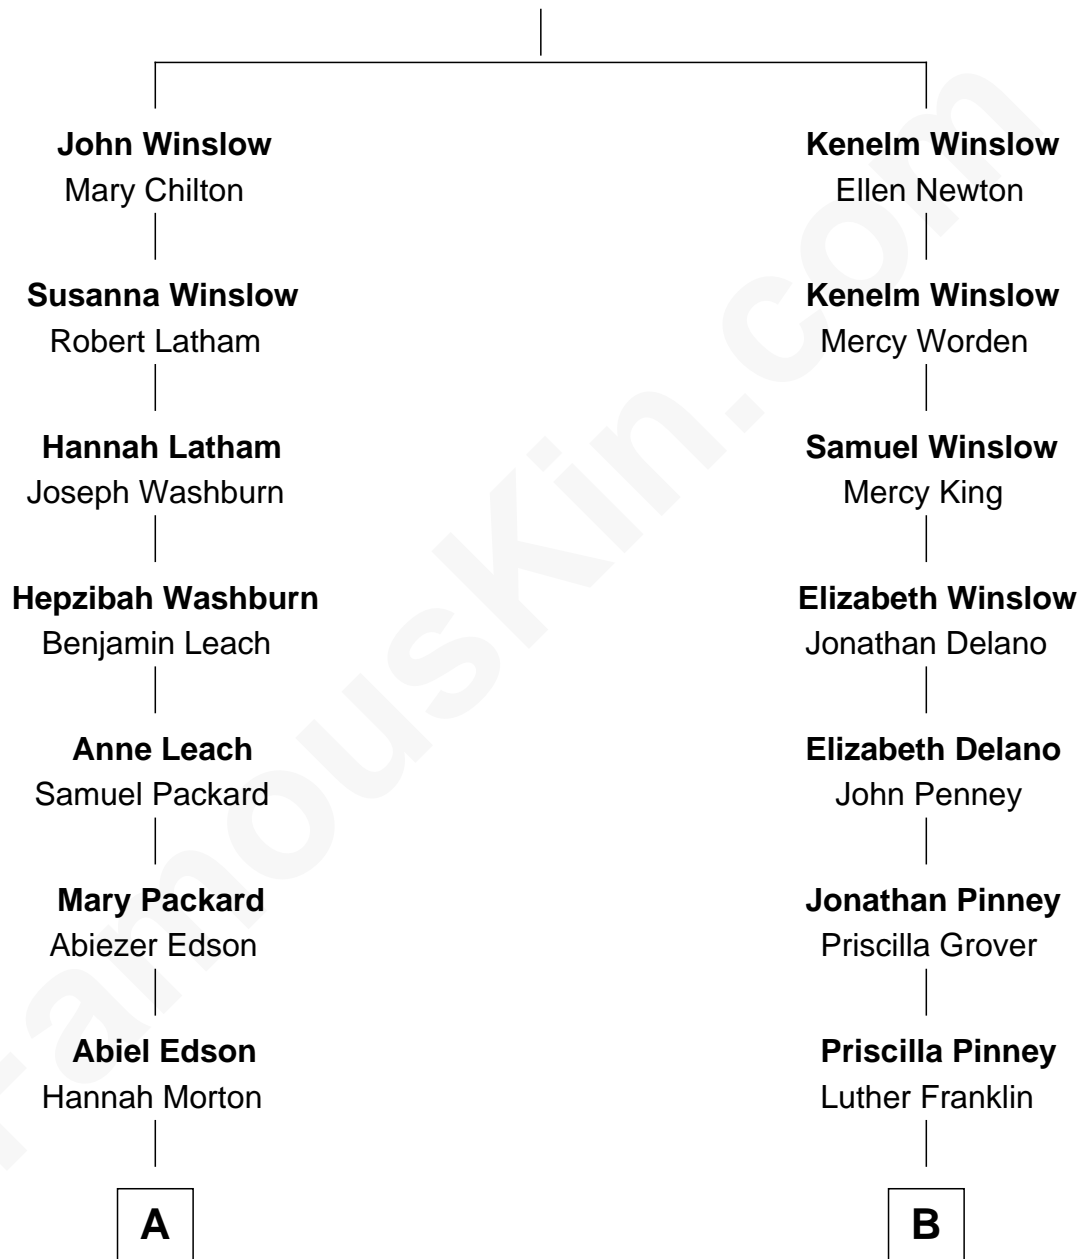 John Winslow
Mary Chilton
Kenelm Winslow
Ellen Newton
Susanna Winslow
Robert Latham
Kenelm Winslow
Mercy Worden
Hannah Latham
Joseph Washburn
Samuel Winslow
Mercy King
Hepzibah Washburn
Benjamin Leach
Elizabeth Winslow
Jonathan Delano
Anne Leach
Samuel Packard
Elizabeth Delano
John Penney
Mary Packard
Abiezer Edson
Jonathan Pinney
Priscilla Grover
Abiel Edson
Hannah Morton
Priscilla Pinney
Luther Franklin
A
B
FamousKin.com